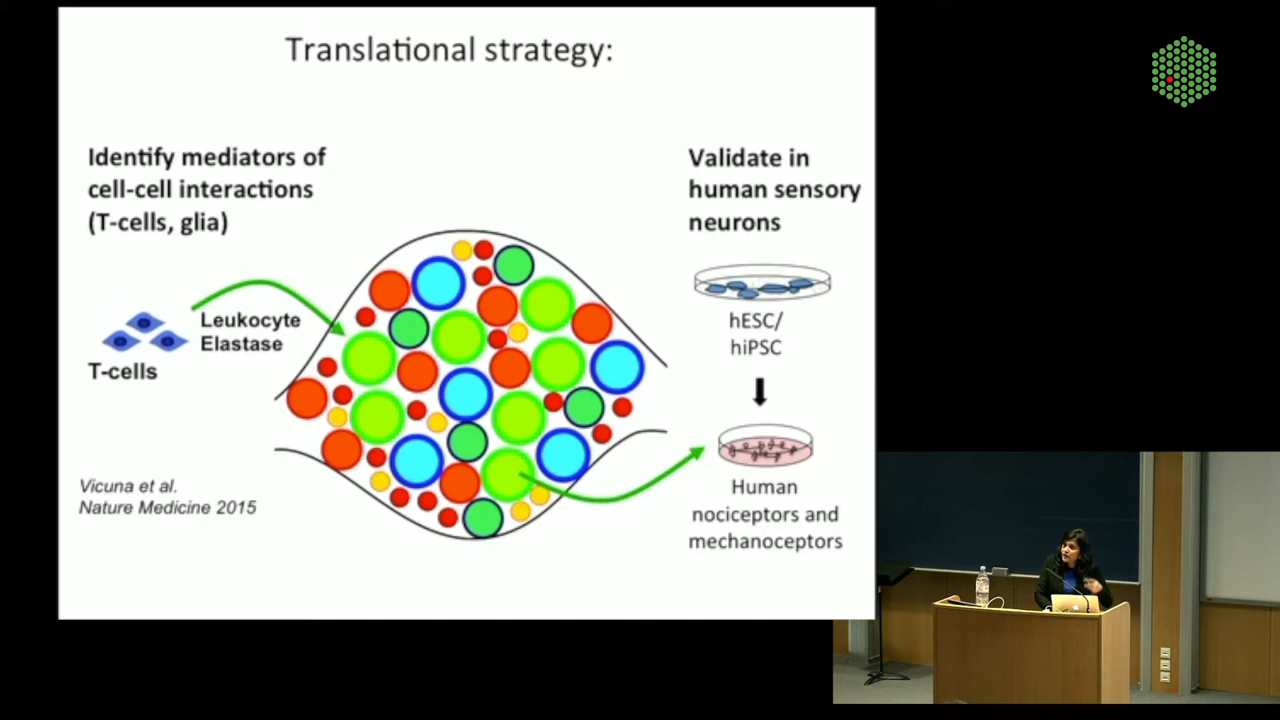 Translational strategy:
Identify mediators of
cell-cell interactions
(T-cells, glia)
Leukocyte
Elastase
T-cells
Vicuna et al.
Nature Medicine 2015
Validate in
human sensory
neurons
hESC/
hiPSC
Human
nociceptors and
mechanoceptors